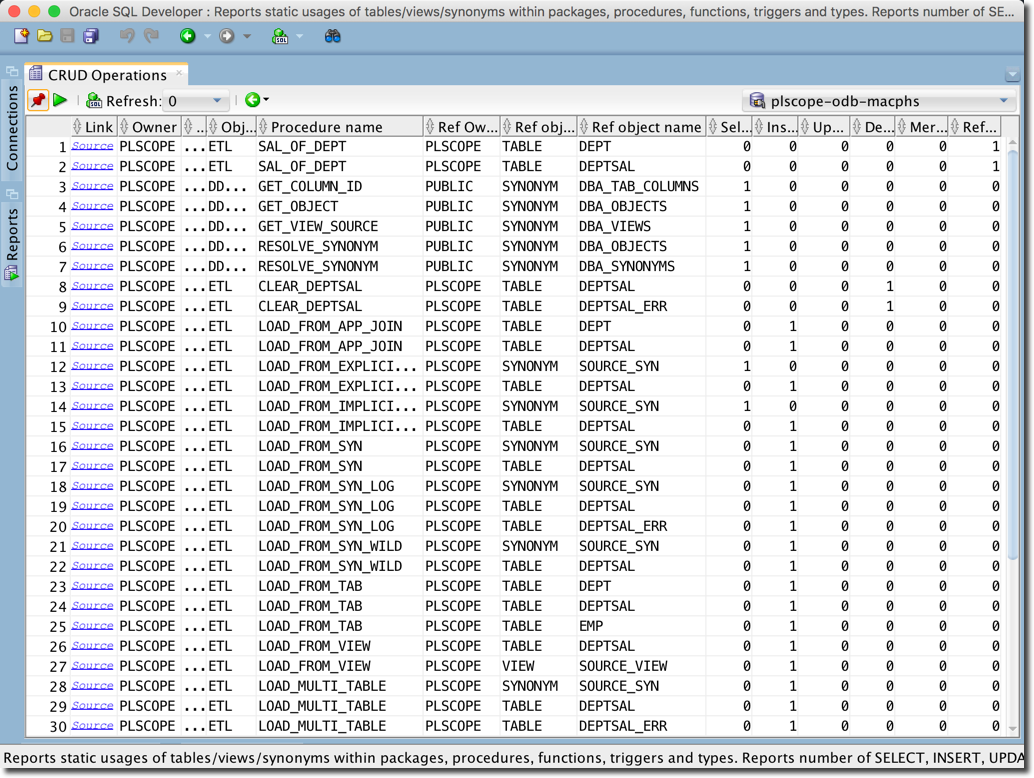 Oracle SQL Developer : Reports static usages of tables/views/synonyms within packages, procedures, functions, triggers and types. Reports number of SE...
CRUD Operations
Refresh: 0
plscope-odb-macphs
Connections
Reports
Link Owner ... Obj... Procedure name Ref Ow... Ref obj... Ref object name Sel... Ins... Up... De... Mer... Ref...
1 Source PLSCOPE ... ETL SAL_OF_DEPT PLSCOPE TABLE DEPT 0 0 0 0 0 1
2 Source PLSCOPE ... ETL SAL_OF_DEPT PLSCOPE TABLE DEPTSAL 0 0 0 0 0 1
3 Source PLSCOPE ... DD... GET_COLUMN_ID PUBLIC SYNONYM DBA_TAB_COLUMNS 1 0 0 0 0 0
4 Source PLSCOPE ... DD... GET_OBJECT PUBLIC SYNONYM DBA_OBJECTS 1 0 0 0 0 0
5 Source PLSCOPE ... DD... GET_VIEW_SOURCE PUBLIC SYNONYM DBA_VIEWS 1 0 0 0 0 0
6 Source PLSCOPE ... DD... RESOLVE_SYNONYM PUBLIC SYNONYM DBA_OBJECTS 1 0 0 0 0 0
7 Source PLSCOPE ... DD... RESOLVE_SYNONYM PUBLIC SYNONYM DBA_SYNONYMS 1 0 0 0 0 0
8 Source PLSCOPE ... ETL CLEAR_DEPTSAL PLSCOPE TABLE DEPTSAL 0 0 0 1 0 0
9 Source PLSCOPE ... ETL CLEAR_DEPTSAL PLSCOPE TABLE DEPTSAL_ERR 0 0 0 1 0 0
10 Source PLSCOPE ... ETL LOAD_FROM_APP_JOIN PLSCOPE TABLE DEPT 0 1 0 0 0 0
11 Source PLSCOPE ... ETL LOAD_FROM_APP_JOIN PLSCOPE TABLE DEPTSAL 0 1 0 0 0 0
12 Source PLSCOPE ... ETL LOAD_FROM_EXPLICI... PLSCOPE SYNONYM SOURCE_SYN 1 0 0 0 0 0
13 Source PLSCOPE ... ETL LOAD_FROM_EXPLICI... PLSCOPE TABLE DEPTSAL 0 1 0 0 0 0
14 Source PLSCOPE ... ETL LOAD_FROM_IMPLICI... PLSCOPE SYNONYM SOURCE_SYN 1 0 0 0 0 0
15 Source PLSCOPE ... ETL LOAD_FROM_IMPLICI... PLSCOPE TABLE DEPTSAL 0 1 0 0 0 0
16 Source PLSCOPE ... ETL LOAD_FROM_SYN PLSCOPE SYNONYM SOURCE_SYN 0 1 0 0 0 0
17 Source PLSCOPE ... ETL LOAD_FROM_SYN PLSCOPE TABLE DEPTSAL 0 1 0 0 0 0
18 Source PLSCOPE ... ETL LOAD_FROM_SYN_LOG PLSCOPE SYNONYM SOURCE_SYN 0 1 0 0 0 0
19 Source PLSCOPE ... ETL LOAD_FROM_SYN_LOG PLSCOPE TABLE DEPTSAL 0 1 0 0 0 0
20 Source PLSCOPE ... ETL LOAD_FROM_SYN_LOG PLSCOPE TABLE DEPTSAL_ERR 0 1 0 0 0 0
21 Source PLSCOPE ... ETL LOAD_FROM_SYN_WILD PLSCOPE SYNONYM SOURCE_SYN 0 1 0 0 0 0
22 Source PLSCOPE ... ETL LOAD_FROM_SYN_WILD PLSCOPE TABLE DEPTSAL 0 1 0 0 0 0
23 Source PLSCOPE ... ETL LOAD_FROM_TAB PLSCOPE TABLE DEPT 0 1 0 0 0 0
24 Source PLSCOPE ... ETL LOAD_FROM_TAB PLSCOPE TABLE DEPTSAL 0 1 0 0 0 0
25 Source PLSCOPE ... ETL LOAD_FROM_TAB PLSCOPE TABLE EMP 0 1 0 0 0 0
26 Source PLSCOPE ... ETL LOAD_FROM_VIEW PLSCOPE TABLE DEPTSAL 0 1 0 0 0 0
27 Source PLSCOPE ... ETL LOAD_FROM_VIEW PLSCOPE VIEW SOURCE_VIEW 0 1 0 0 0 0
28 Source PLSCOPE ... ETL LOAD_MULTI_TABLE PLSCOPE SYNONYM SOURCE_SYN 0 1 0 0 0 0
29 Source PLSCOPE ... ETL LOAD_MULTI_TABLE PLSCOPE TABLE DEPTSAL 0 1 0 0 0 0
30 Source PLSCOPE ... ETL LOAD_MULTI_TABLE PLSCOPE TABLE DEPTSAL_ERR 0 1 0 0 0 0
Reports static usages of tables/views/synonyms within packages, procedures, functions, triggers and types. Reports number of SELECT, INSERT, UPDA